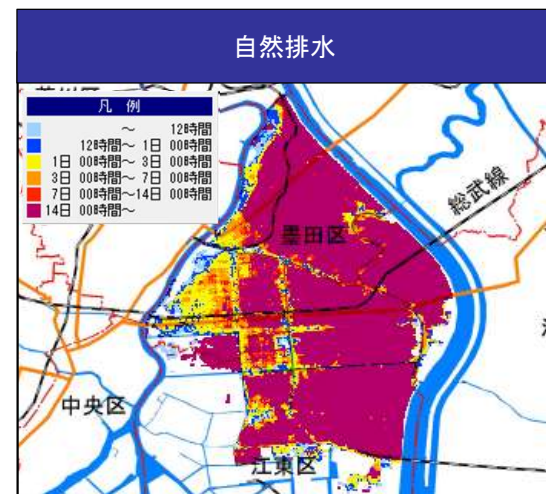 自然排水
凡 例
～ 12時間
12時間～ 1日 00時間
1日 00時間～ 3日 00時間
3日 00時間～ 7日 00時間
7日 00時間～14日 00時間
14日 00時間～
墨田区
総武線
中央区
江東区